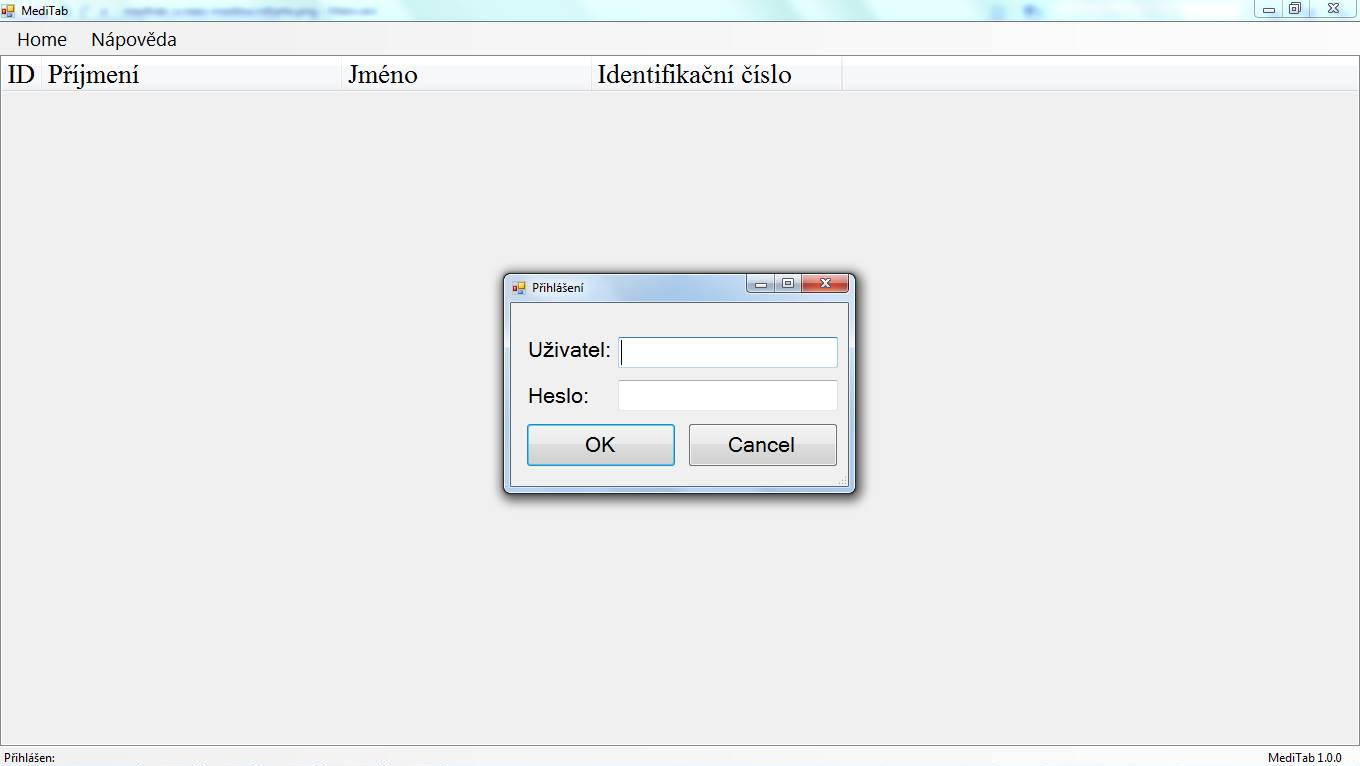 MediTab
Home Nápověda
ID Příjmení Jméno Identifikační číslo
Přihlášení
Uživatel:
Heslo:
OK Cancel
Přihlášen: MediTab 1.0.0